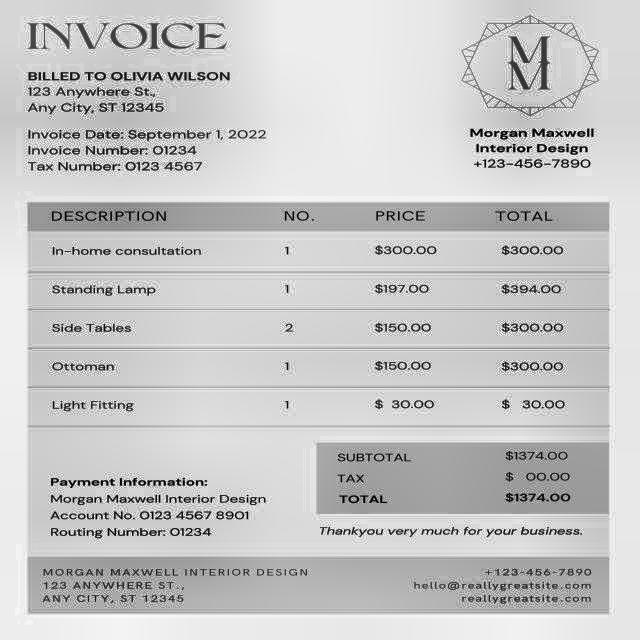 INVOICE
BILLED TO OLIVIA WILSON
123 Anywhere St.,
Any City, ST 12345
Invoice Date: September 1, 2022
Invoice Number: 01234
Tax Number: 0123 4567
M
M
Morgan Maxwell
Interior Design
+123-456-7890
DESCRIPTION NO. PRICE TOTAL
In-home consultation 1 $300.00 $300.00
Standing Lamp 1 $197.00 $394.00
Side Tables 2 $150.00 $300.00
Ottoman 1 $150.00 $300.00
Light Fitting 1 $ 30.00 $ 30.00
SUBTOTAL $1374.00
TAX $ 00.00
TOTAL $1374.00
Payment Information:
Morgan Maxwell Interior Design
Account No. 0123 4567 8901
Routing Number: 01234
Thankyou very much for your business.
MORGAN MAXWELL INTERIOR DESIGN
123 ANYWHERE ST.,
ANY CITY, ST 12345
+123-456-7890
hello@reallygreatsite.com
reallygreatsite.com